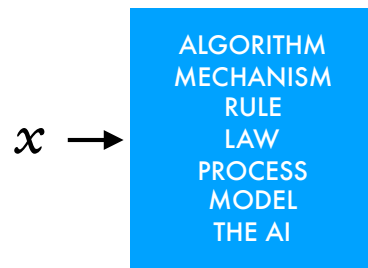 x
ALGORITHM
MECHANISM
RULE
LAW
PROCESS
MODEL
THE AI